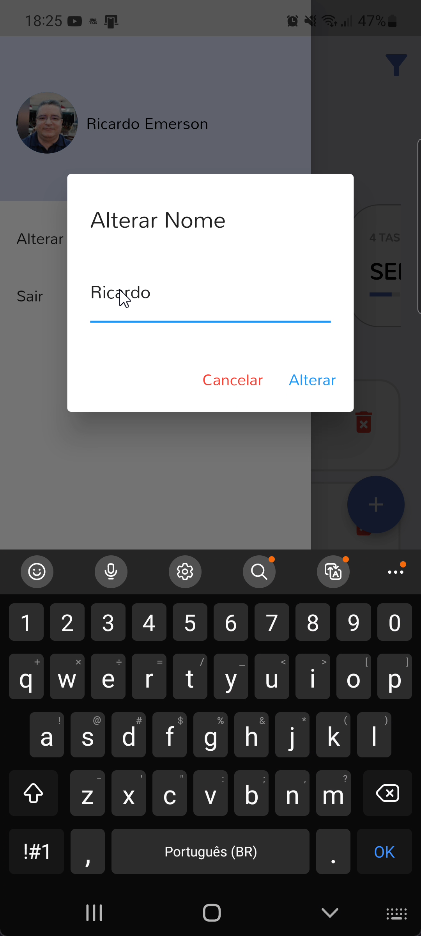 18:25
47%
Ricardo Emerson
Alterar Nome
Alterar
Ricardo
Sair
4 TAS
SEI
Cancelar
Alterar
1 2 3 4 5 6 7 8 9 0
+ × ÷ = / _ < > [ ]
q w e r t y u i o p
! @ # $ % & * ( )
a s d f g h j k l
- ' " : ; , ?
z x c v b n m
!#1 , Português (BR) . OK